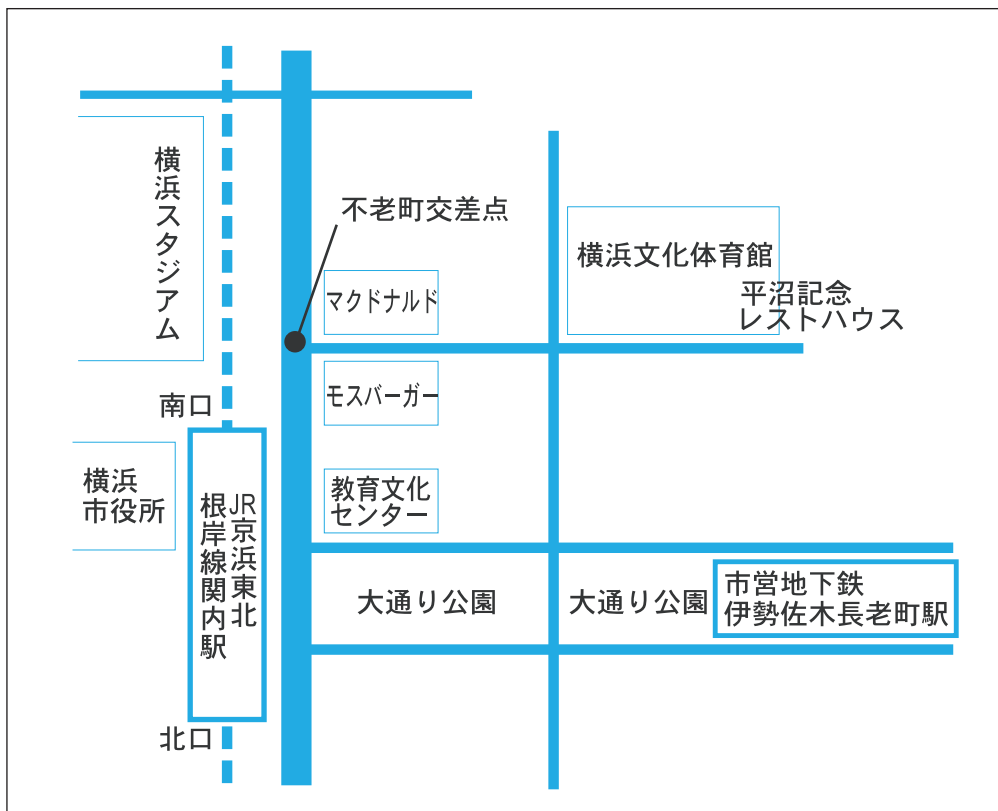 横浜スタジアム
不老町交差点
横浜文化体育館
マクドナルド
平沼記念
レストハウス
モスバーガー
南口
横浜
市役所
教育文化
センター
JR京浜東北
根岸線関内駅
大通り公園
大通り公園
市営地下鉄
伊勢佐木長老町駅
北口